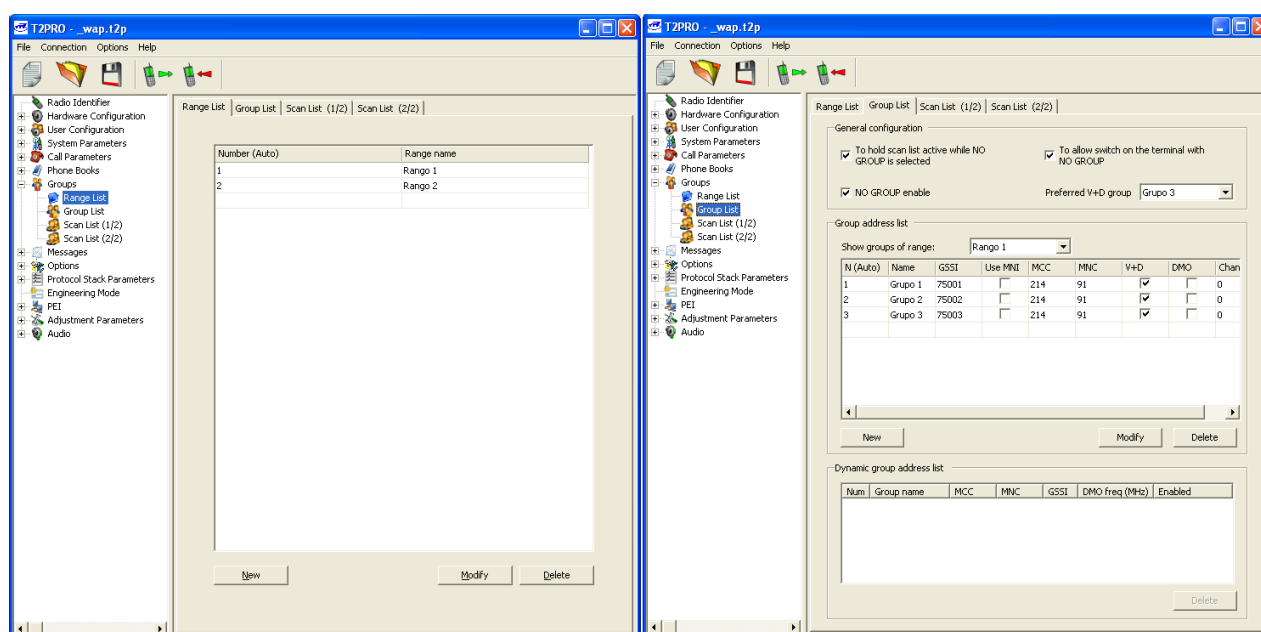 T2PRO - _wap.t2p
File Connection Options Help
Radio Identifier
Hardware Configuration
User Configuration
System Parameters
Call Parameters
Phone Books
Groups
Range List
Group List
Scan List (1/2)
Scan List (2/2)
Messages
Options
Protocol Stack Parameters
Engineering Mode
PEI
Adjustment Parameters
Audio
Range List Group List Scan List (1/2) Scan List (2/2)
Number (Auto) Range name
1 Rango 1
2 Rango 2
New Modify Delete
T2PRO - _wap.t2p
File Connection Options Help
Radio Identifier
Hardware Configuration
User Configuration
System Parameters
Call Parameters
Phone Books
Groups
Range List
Group List
Scan List (1/2)
Scan List (2/2)
Messages
Options
Protocol Stack Parameters
Engineering Mode
PEI
Adjustment Parameters
Audio
Range List Group List Scan List (1/2) Scan List (2/2)
General configuration
To hold scan list active while NO
GROUP is selected
To allow switch on the terminal with
NO GROUP
NO GROUP enable
Preferred V+D group Grupo 3
Group address list
Show groups of range: Rango 1
N (Auto) Name GSSI Use MNI MCC MNC V+D DMO Chan
1 Grupo 1 75001 214 91 0
2 Grupo 2 75002 214 91 0
3 Grupo 3 75003 214 91 0
New Modify Delete
Dynamic group address list
Num Group name MCC MNC GSSI DMO freq (MHz) Enabled
Delete